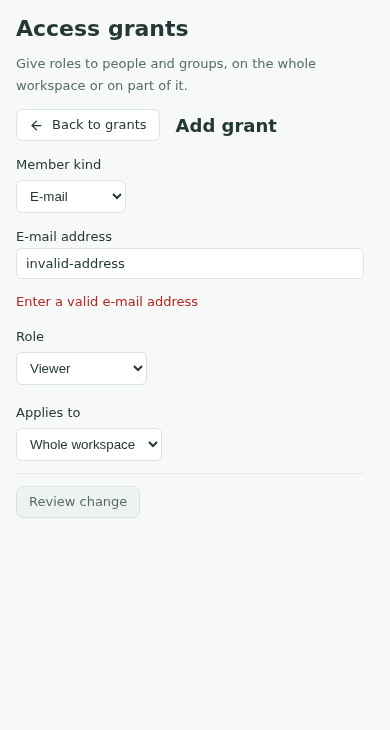 Access grants
Give roles to people and groups, on the whole
workspace or on part of it.
← Back to grants
Add grant
Member kind
E-mail
E-mail address
invalid-address
Enter a valid e-mail address
Role
Viewer
Applies to
Whole workspace
Review change